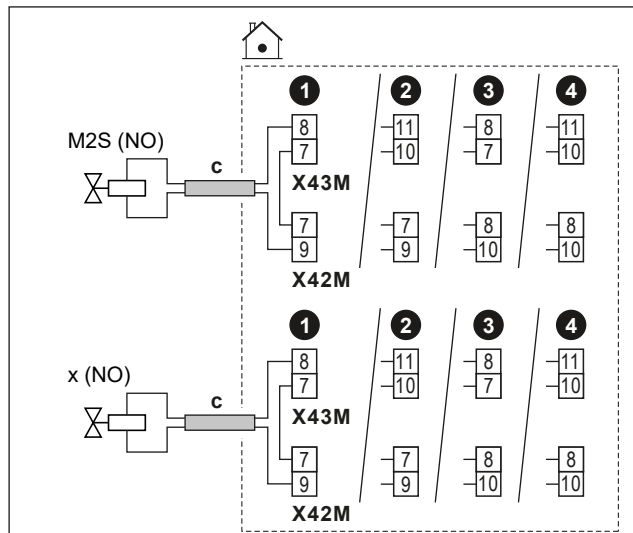 1 2 3 4
8 11 8 11
M2S (NO)
7 10 7 10
c
X43M
7 7 8 8
9 9 10 10
X42M
1 2 3 4
8 11 8 11
x (NO)
7 10 7 10
c
X43M
7 7 8 8
9 9 10 10
X42M